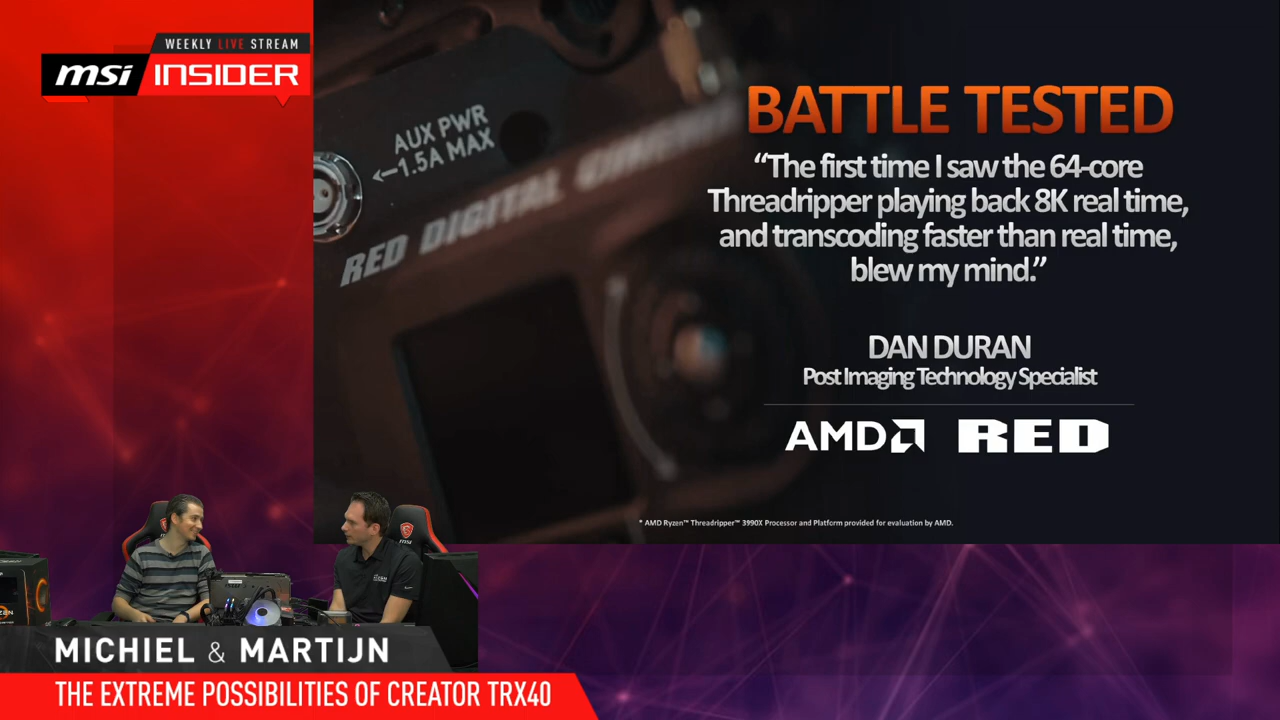 WEEKLY LIVE STREAM
msi INSIDER
AUX PWR
←1.5A MAX
RED DIGITAL CINEMA
BATTLE TESTED
“The first time I saw the 64-core
Threadripper playing back 8K real time,
and transcoding faster than real time,
blew my mind.”
DAN DURAN
Post Imaging Technology Specialist
AMD RED
* AMD Ryzen™ Threadripper™ 3990X Processor and Platform provided for evaluation by AMD.
MICHIEL & MARTIJN
THE EXTREME POSSIBILITIES OF CREATOR TRX40